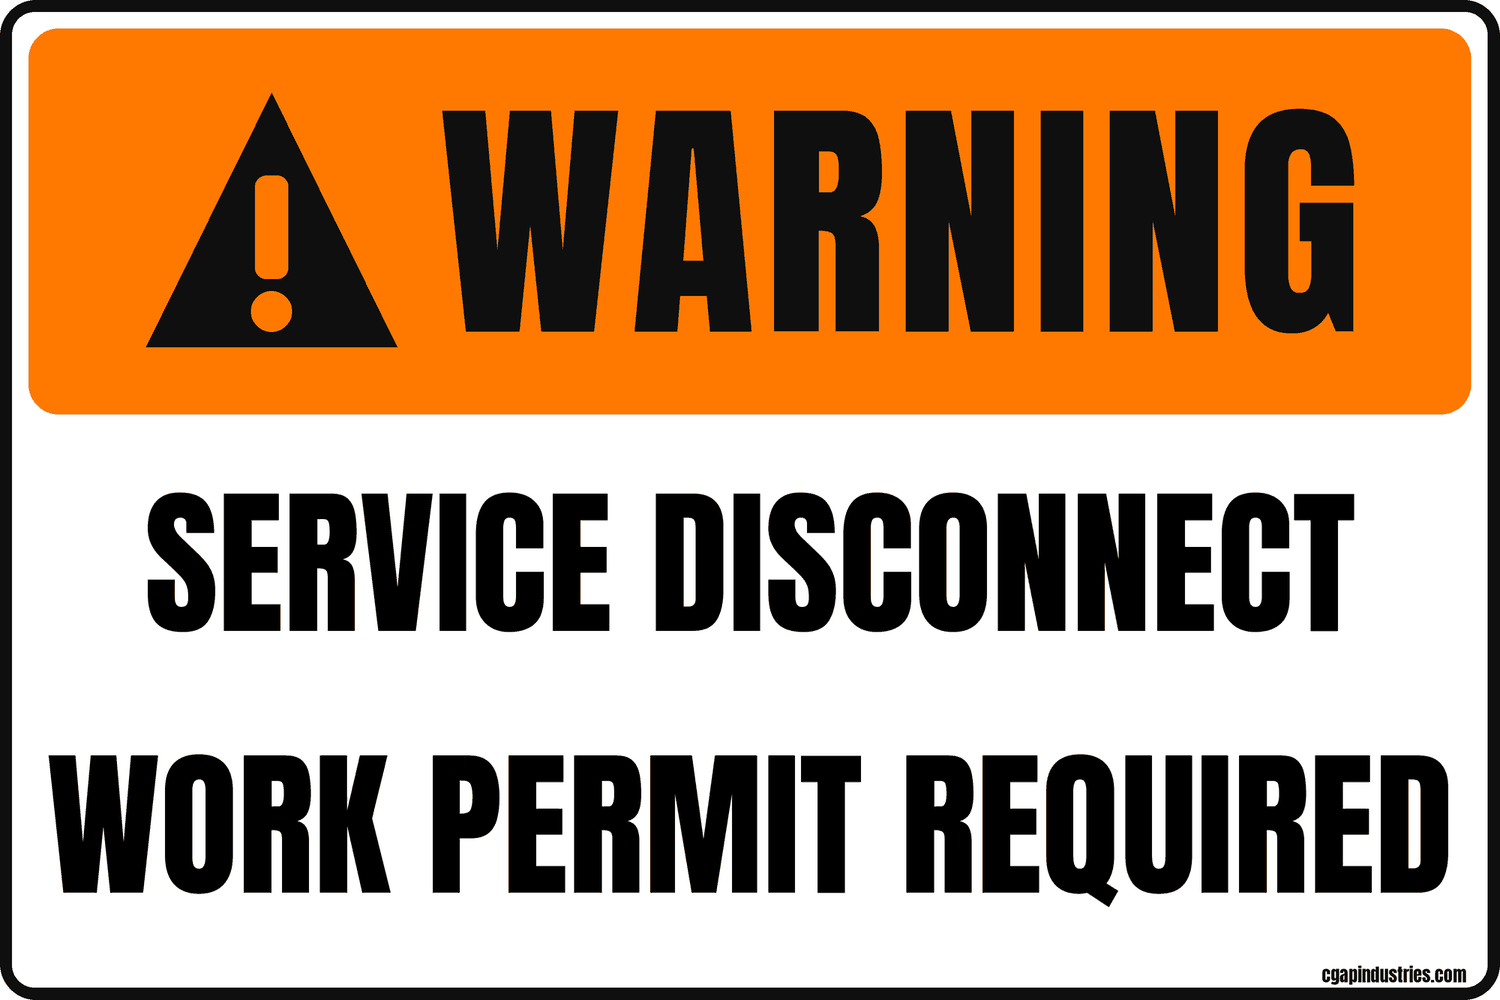 WARNING
SERVICE DISCONNECT
WORK PERMIT REQUIRED
cgapindustries.com